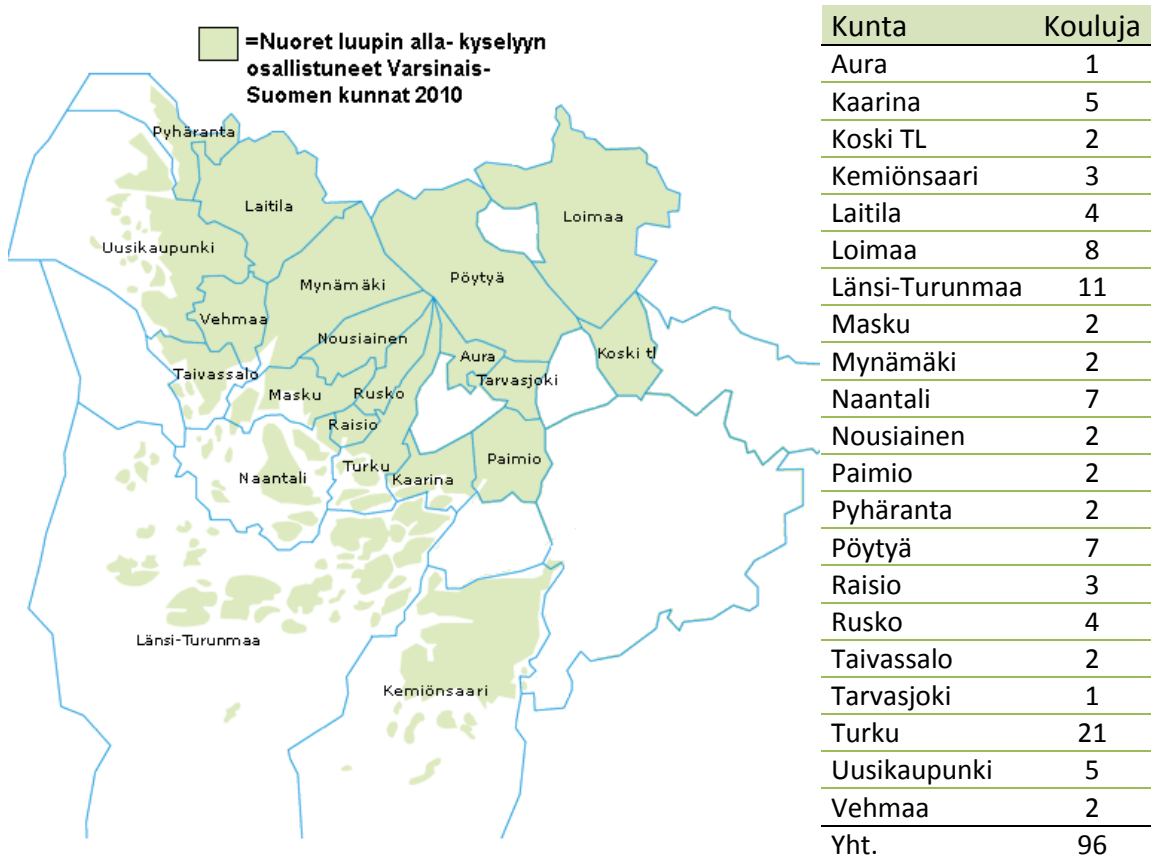 =Nuoret luupin alla- kyselyyn
osallistuneet Varsinais-
Suomen kunnat 2010
Pyhäranta
Laitila
Loimaa
Uusikaupunki
Mynämäki
Pöytyä
Vehmaa
Nousiainen
Aura
Koski tl
Taivassalo
Tarvasjoki
Masku
Rusko
Raisio
Turku
Paimio
Naantali
Kaarina
Länsi-Turunmaa
Kemiönsaari
Kunta Kouluja
Aura 1
Kaarina 5
Koski TL 2
Kemiönsaari 3
Laitila 4
Loimaa 8
Länsi-Turunmaa 11
Masku 2
Mynämäki 2
Naantali 7
Nousiainen 2
Paimio 2
Pyhäranta 2
Pöytyä 7
Raisio 3
Rusko 4
Taivassalo 2
Tarvasjoki 1
Turku 21
Uusikaupunki 5
Vehmaa 2
Yht. 96